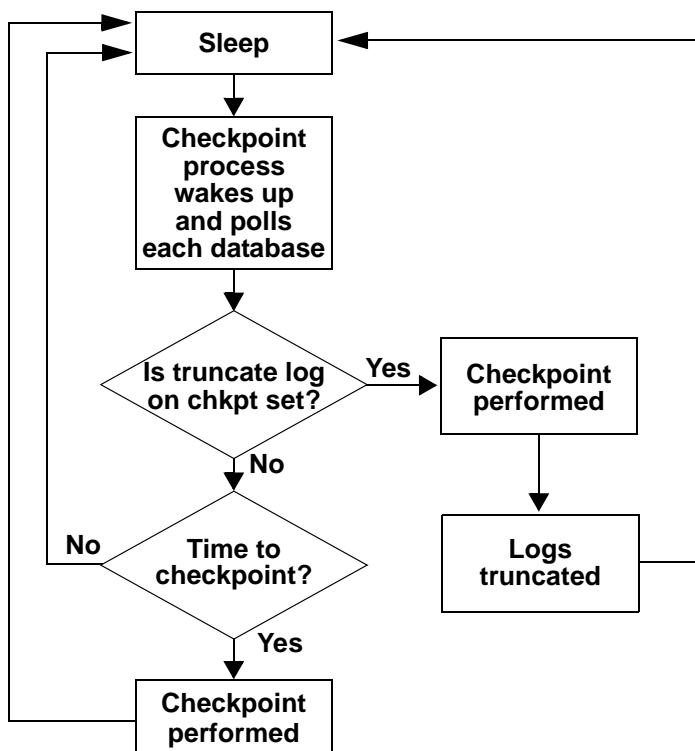 Sleep
Checkpoint
process
wakes up
and polls
each database
Is truncate log
on chkpt set?
Yes
Checkpoint
performed
No
Logs
truncated
No
Time to
checkpoint?
Yes
Checkpoint
performed